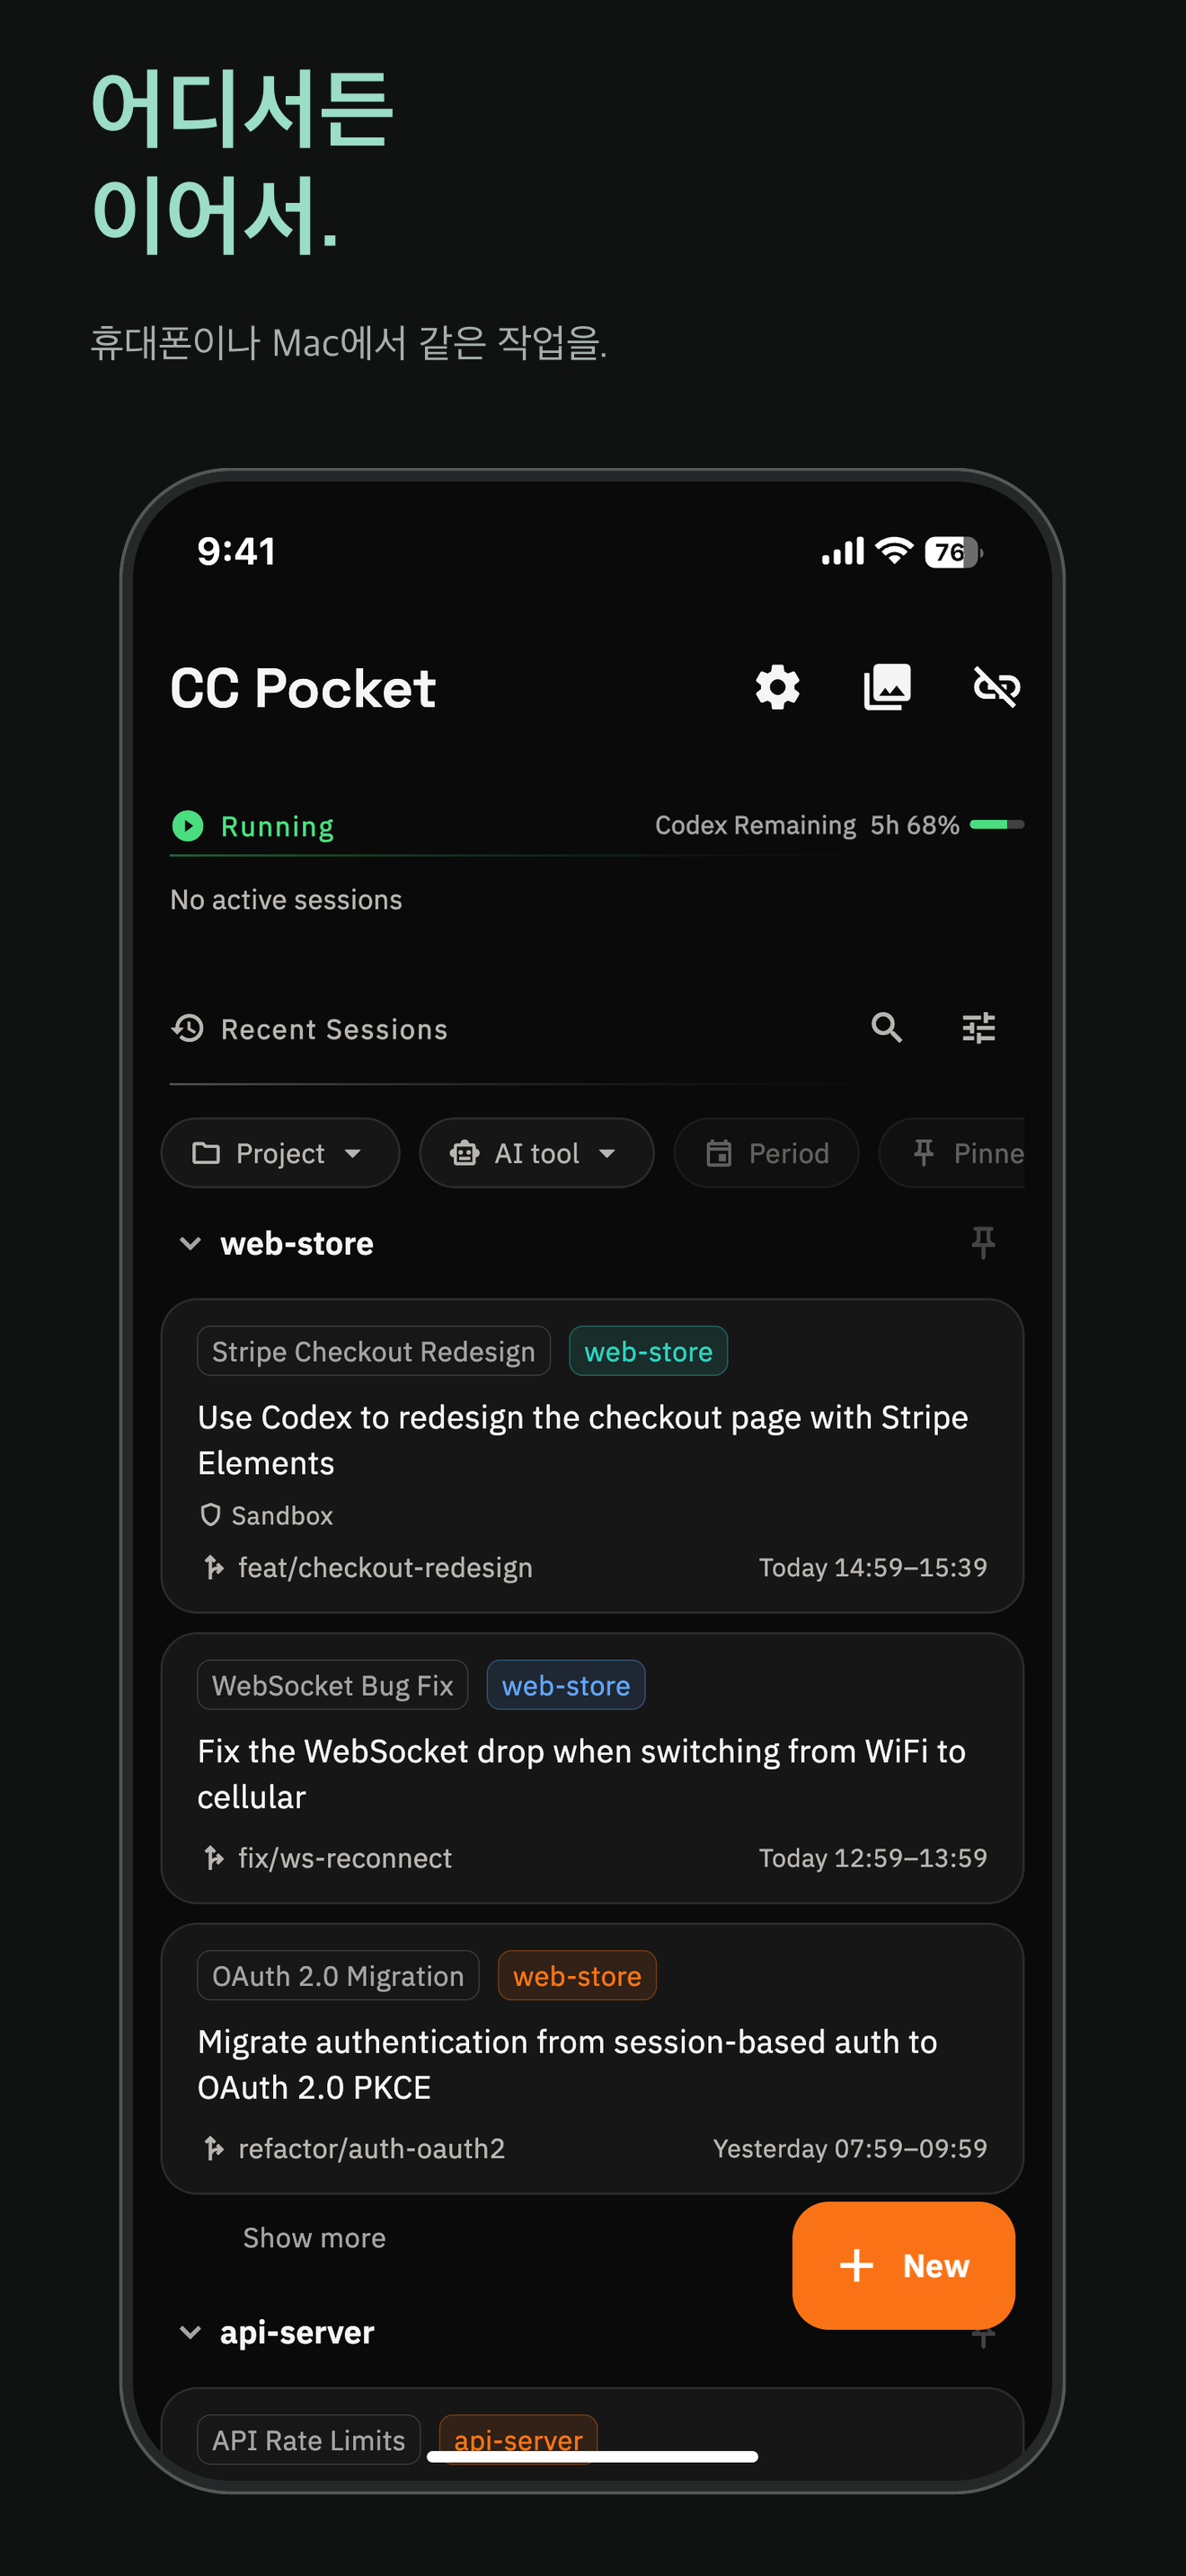 어디서든
이어서.
휴대폰이나 Mac에서 같은 작업을.
9:41
76
CC Pocket
Running
Codex Remaining 5h 68%
No active sessions
Recent Sessions
Project
AI tool
Period
Pinne
web-store
Stripe Checkout Redesign web-store
Use Codex to redesign the checkout page with Stripe
Elements
Sandbox
feat/checkout-redesign Today 14:59–15:39
WebSocket Bug Fix web-store
Fix the WebSocket drop when switching from WiFi to
cellular
fix/ws-reconnect Today 12:59–13:59
OAuth 2.0 Migration web-store
Migrate authentication from session-based auth to
OAuth 2.0 PKCE
refactor/auth-oauth2 Yesterday 07:59–09:59
Show more
New
api-server
API Rate Limits api-server